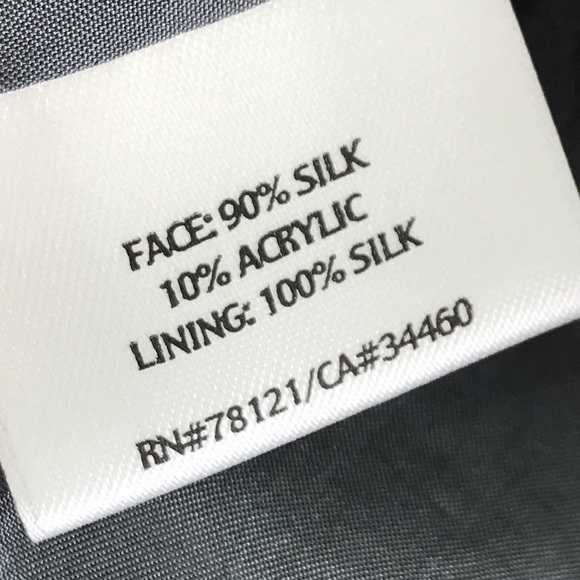 FACE: 90% SILK
10% ACRYLIC
LINING: 100% SILK
RN#78121/CA#34460